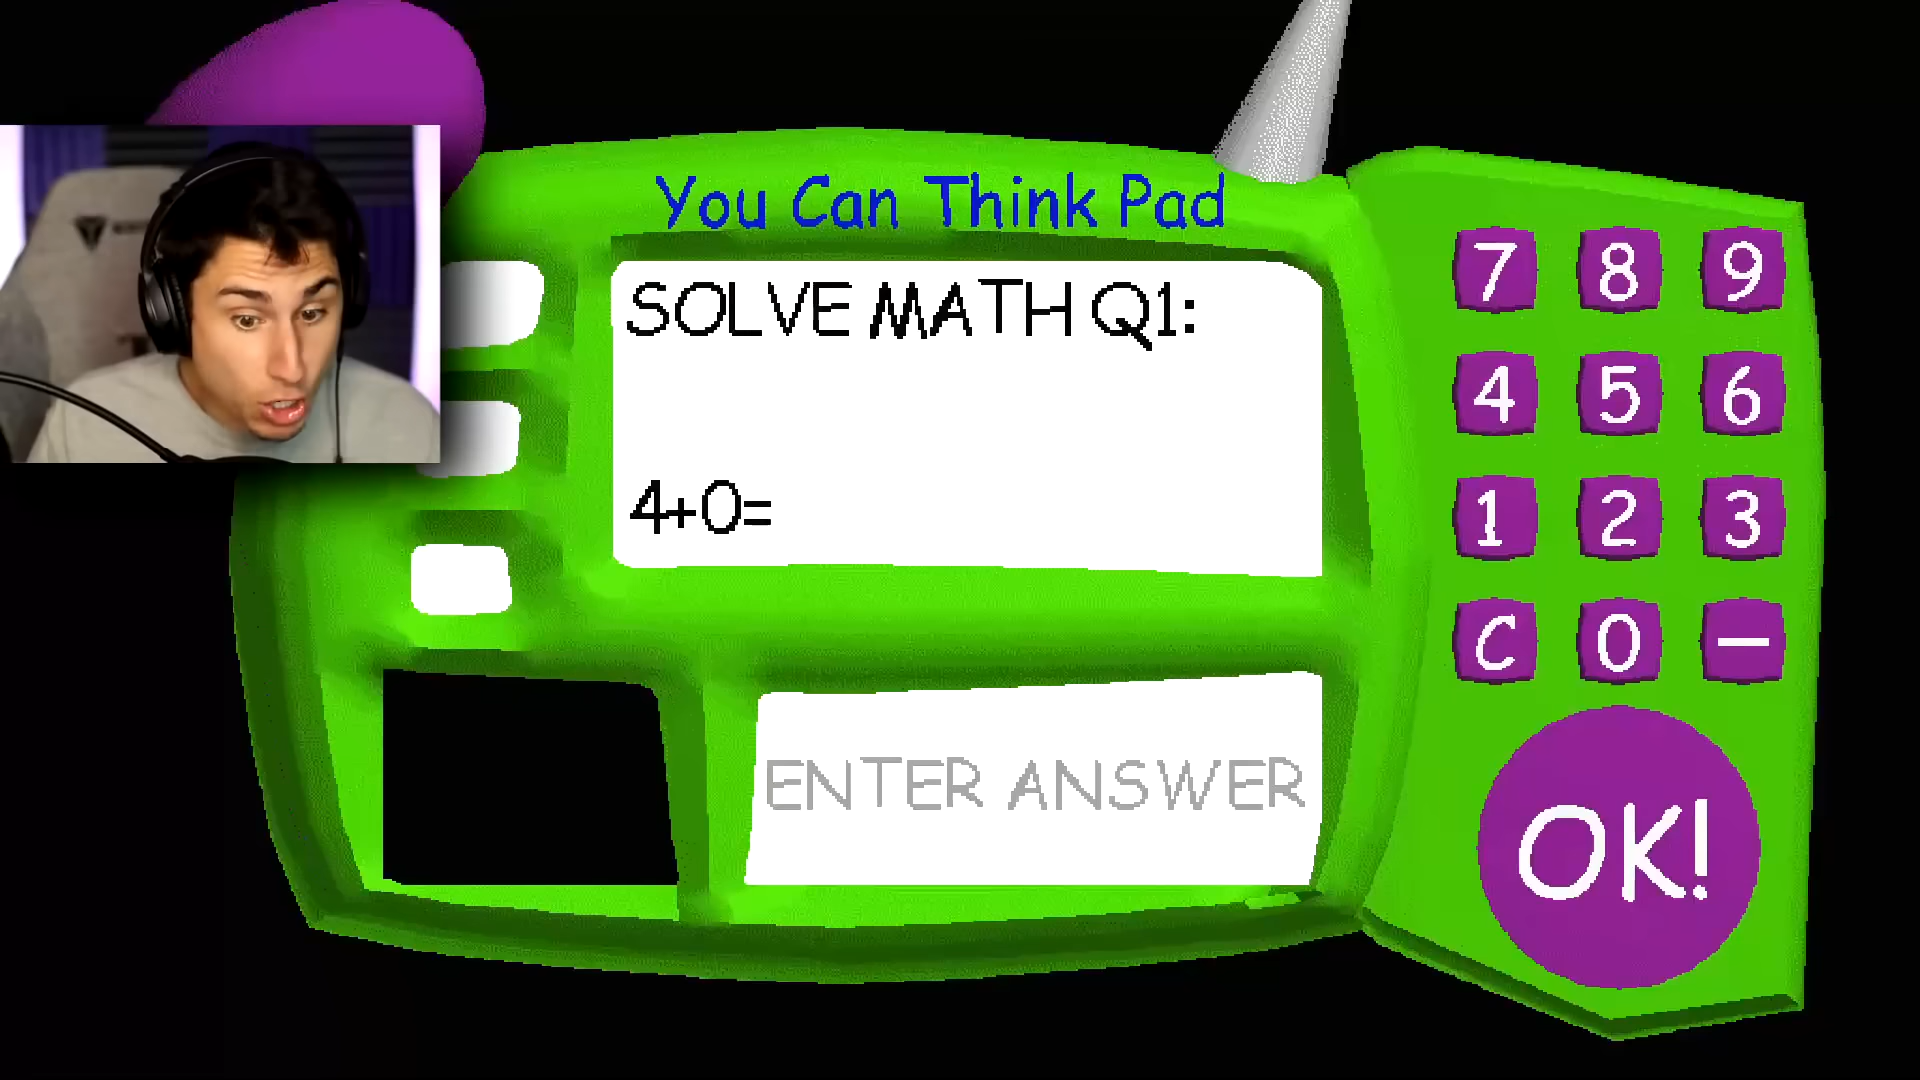 You Can Think Pad
SOLVE MATH Q1:
4+0=
ENTER ANSWER
7 8 9
4 5 6
1 2 3
C 0 −
OK!